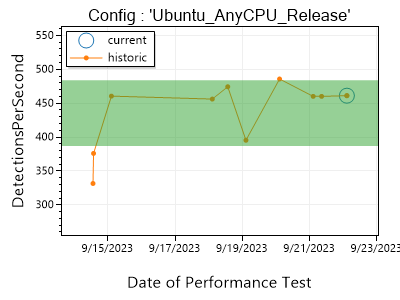 Config : 'Ubuntu_AnyCPU_Release'
current
historic
DetectionsPerSecond
550
500
450
400
350
300
9/15/2023 9/17/2023 9/19/2023 9/21/2023 9/23/2023
Date of Performance Test